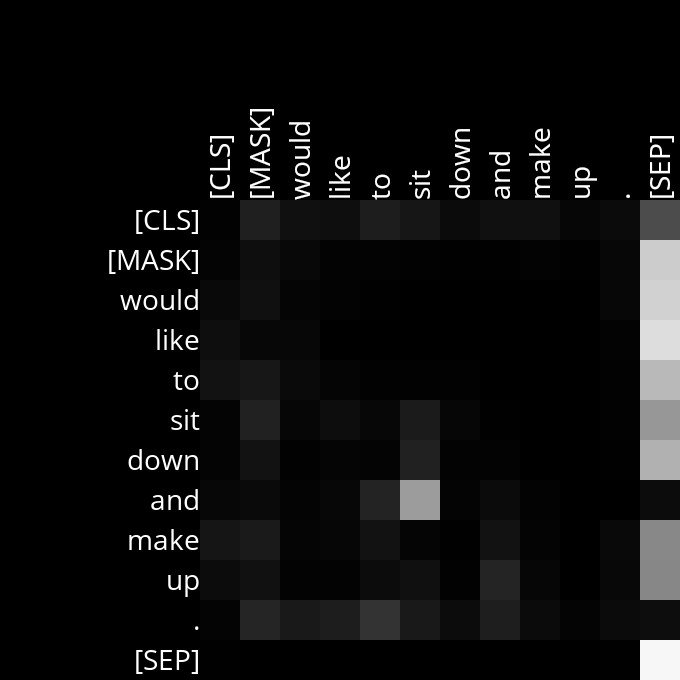 [CLS] [MASK] would like to sit down and make up . [SEP]
[CLS]
[MASK]
would
like
to
sit
down
and
make
up
.
[SEP]